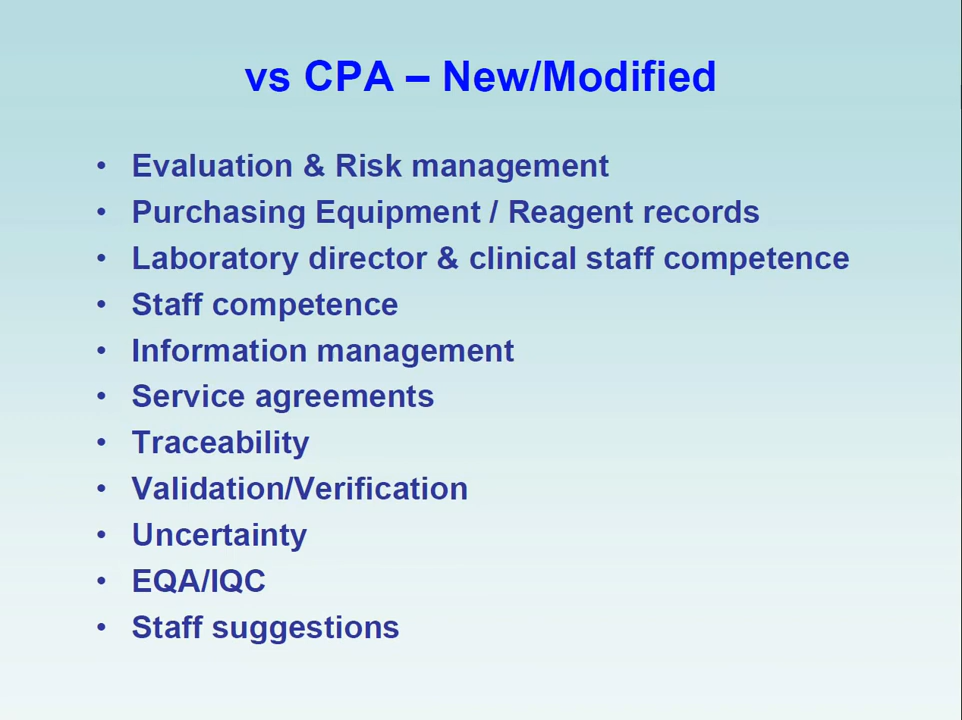 vs CPA – New/Modified
• Evaluation & Risk management
• Purchasing Equipment / Reagent records
• Laboratory director & clinical staff competence
• Staff competence
• Information management
• Service agreements
• Traceability
• Validation/Verification
• Uncertainty
• EQA/IQC
• Staff suggestions